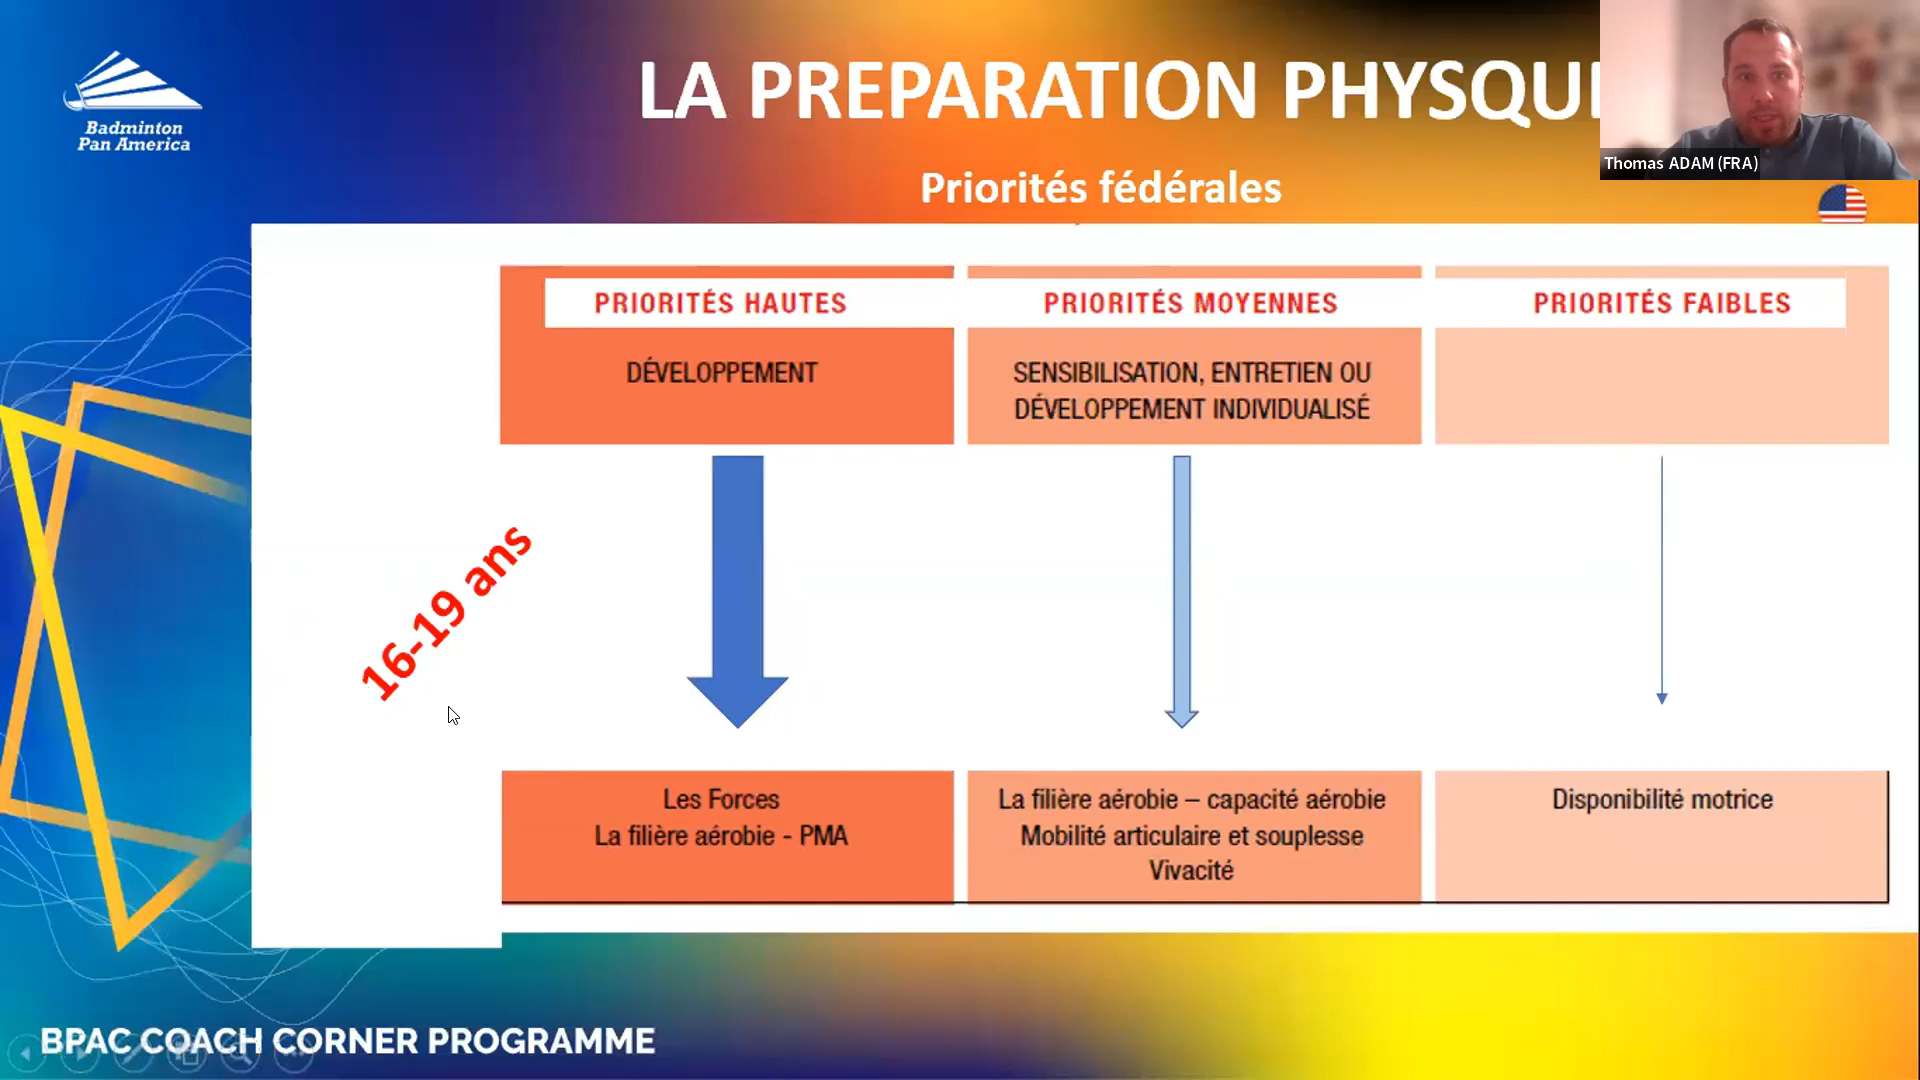 Badminton
Pan America
LA PREPARATION PHYSQU
Thomas ADAM (FRA)
Priorités fédérales
PRIORITÉS HAUTES
PRIORITÉS MOYENNES
PRIORITÉS FAIBLES
DÉVELOPPEMENT
SENSIBILISATION, ENTRETIEN OU
DÉVELOPPEMENT INDIVIDUALISÉ
16-19 ans
Les Forces
La filière aérobie - PMA
La filière aérobie – capacité aérobie
Mobilité articulaire et souplesse
Vivacité
Disponibilité motrice
BPAC COACH CORNER PROGRAMME